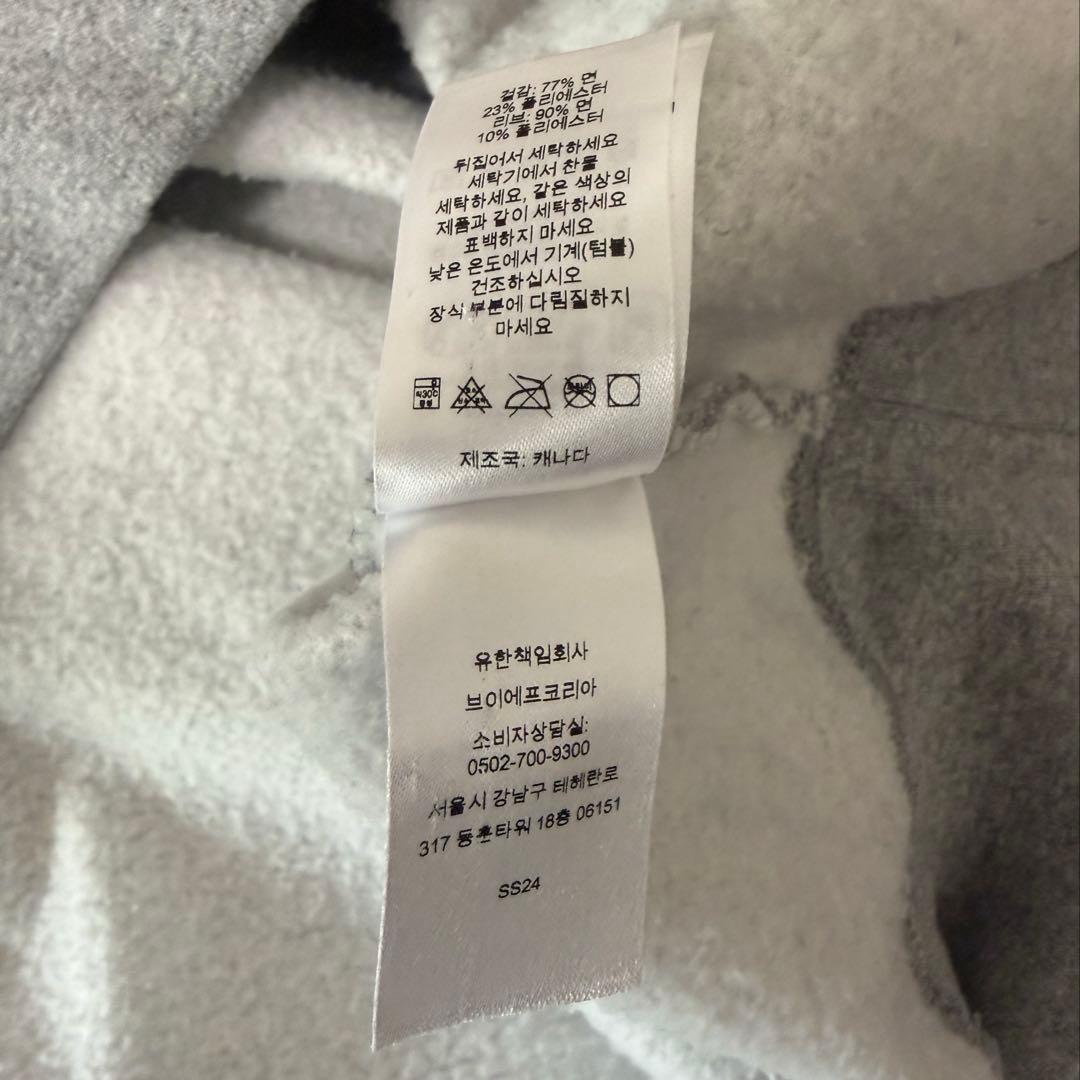 겉감: 77% 면
23% 폴리에스터
리브: 90% 면
10% 폴리에스터
뒤집어서 세탁하세요
세탁기에서 찬물
세탁하세요, 같은 색상의
제품과 같이 세탁하세요
표백하지 마세요
낮은 온도에서 기계(텀블)
건조하십시오
장식 부분에 다림질하지
마세요
약30℃
중성
제조국: 캐나다
유한책임회사
브이에프코리아
소비자상담실:
0502-700-9300
서울시 강남구 테헤란로
317 동훈타워 18층 06151
SS24